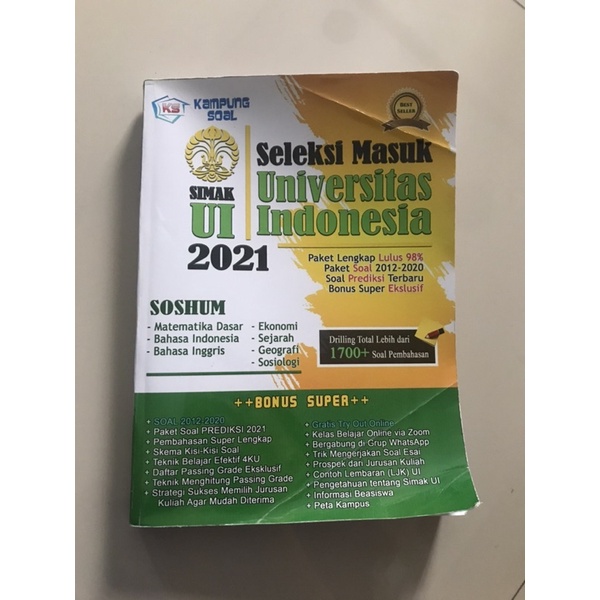 KS
KAMPUNG
SOAL
BEST
SELLER
SIMAK
UI
2021
Seleksi Masuk
Universitas
Indonesia
Paket Lengkap Lulus 98%
Paket Soal 2012-2020
Soal Prediksi Terbaru
Bonus Super Ekslusif
SOSHUM
- Matematika Dasar
- Bahasa Indonesia
- Bahasa Inggris
- Ekonomi
- Sejarah
- Geografi
- Sosiologi
Drilling Total Lebih dari
1700+ Soal Pembahasan
++BONUS SUPER++
+ SOAL 2012-2020
+ Paket Soal PREDIKSI 2021
+ Pembahasan Super Lengkap
+ Skema Kisi-Kisi Soal
+ Teknik Belajar Efektif 4KU
+ Daftar Passing Grade Eksklusif
+ Teknik Menghitung Passing Grade
+ Strategi Sukses Memilih Jurusan
Kuliah Agar Mudah Diterima
+ Gratis Try Out Online
+ Kelas Belajar Online via Zoom
+ Bergabung di Grup WhatsApp
+ Trik Mengerjakan Soal Esai
+ Prospek dari Jurusan Kuliah
+ Contoh Lembaran (LJK) UI
+ Pengetahuan tentang Simak UI
+ Informasi Beasiswa
+ Peta Kampus